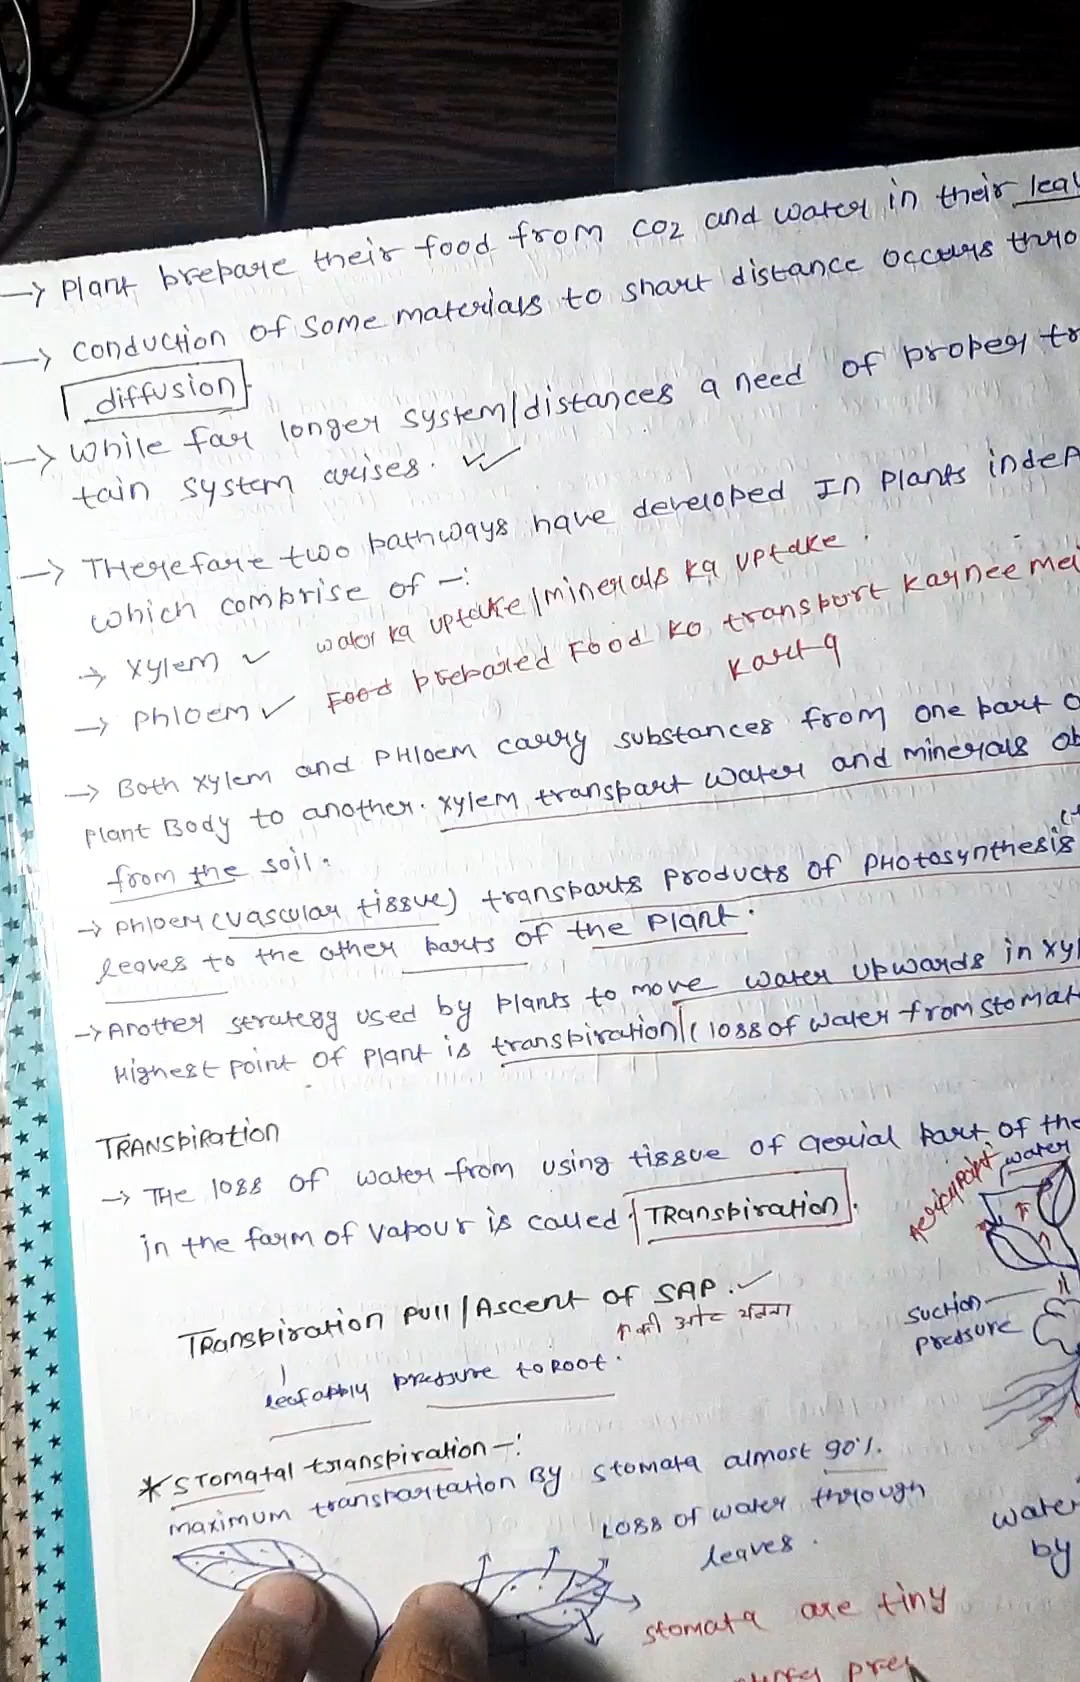 → Plant prepare their food from CO2 and water in their lea
→ Conduction of some materials to short distance occurs thro
diffusion
→ While far longer system/distances a need of proper tr
tain system arises.
→ Therefore two pathways have developed In Plants indep
which comprise of -:
→ Xylem ✓ water ka uptake/minerals ka uptake.
→ Phloem ✓ Food prepared Food ko transport karnee mei
karta
→ Both xylem and PHloem carry substances from one part o
Plant Body to another. xylem transport water and minerals ob
from the soil.
→ Phloem (vascular tissue) transports products of PHotosynthesis
leaves to the other parts of the Plant.
→ Another strategy used by plants to move water upwards in xyl
Highest point of plant is transpiration (loss of water from stomat
TRANSPIRATION
→ THe loss of water from using tissue of aerial part of the
in the form of vapour is called TRANSpiration.
water
suction
pressure
TRANSpiration Pull/Ascent of SAP. ✓
leaf apply pressure to Root.
* STOMATAL transpiration -:
maximum transportation By stomata almost 90%.
Loss of water through
leaves.
water
by
stomata are tiny